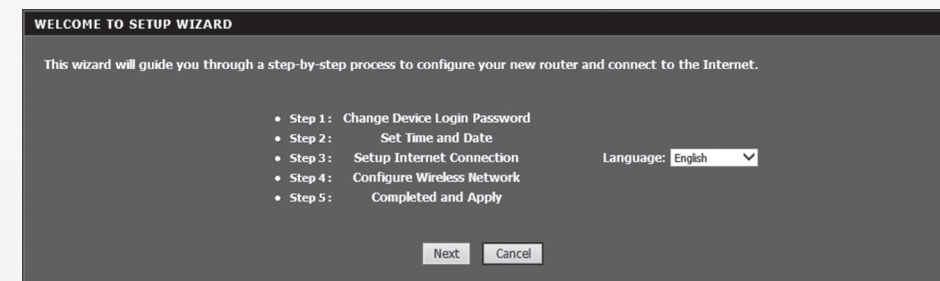 WELCOME TO SETUP WIZARD
This wizard will guide you through a step-by-step process to configure your new router and connect to the Internet.
• Step 1: Change Device Login Password
• Step 2: Set Time and Date
• Step 3: Setup Internet Connection
• Step 4: Configure Wireless Network
• Step 5: Completed and Apply
Language: English
Next Cancel